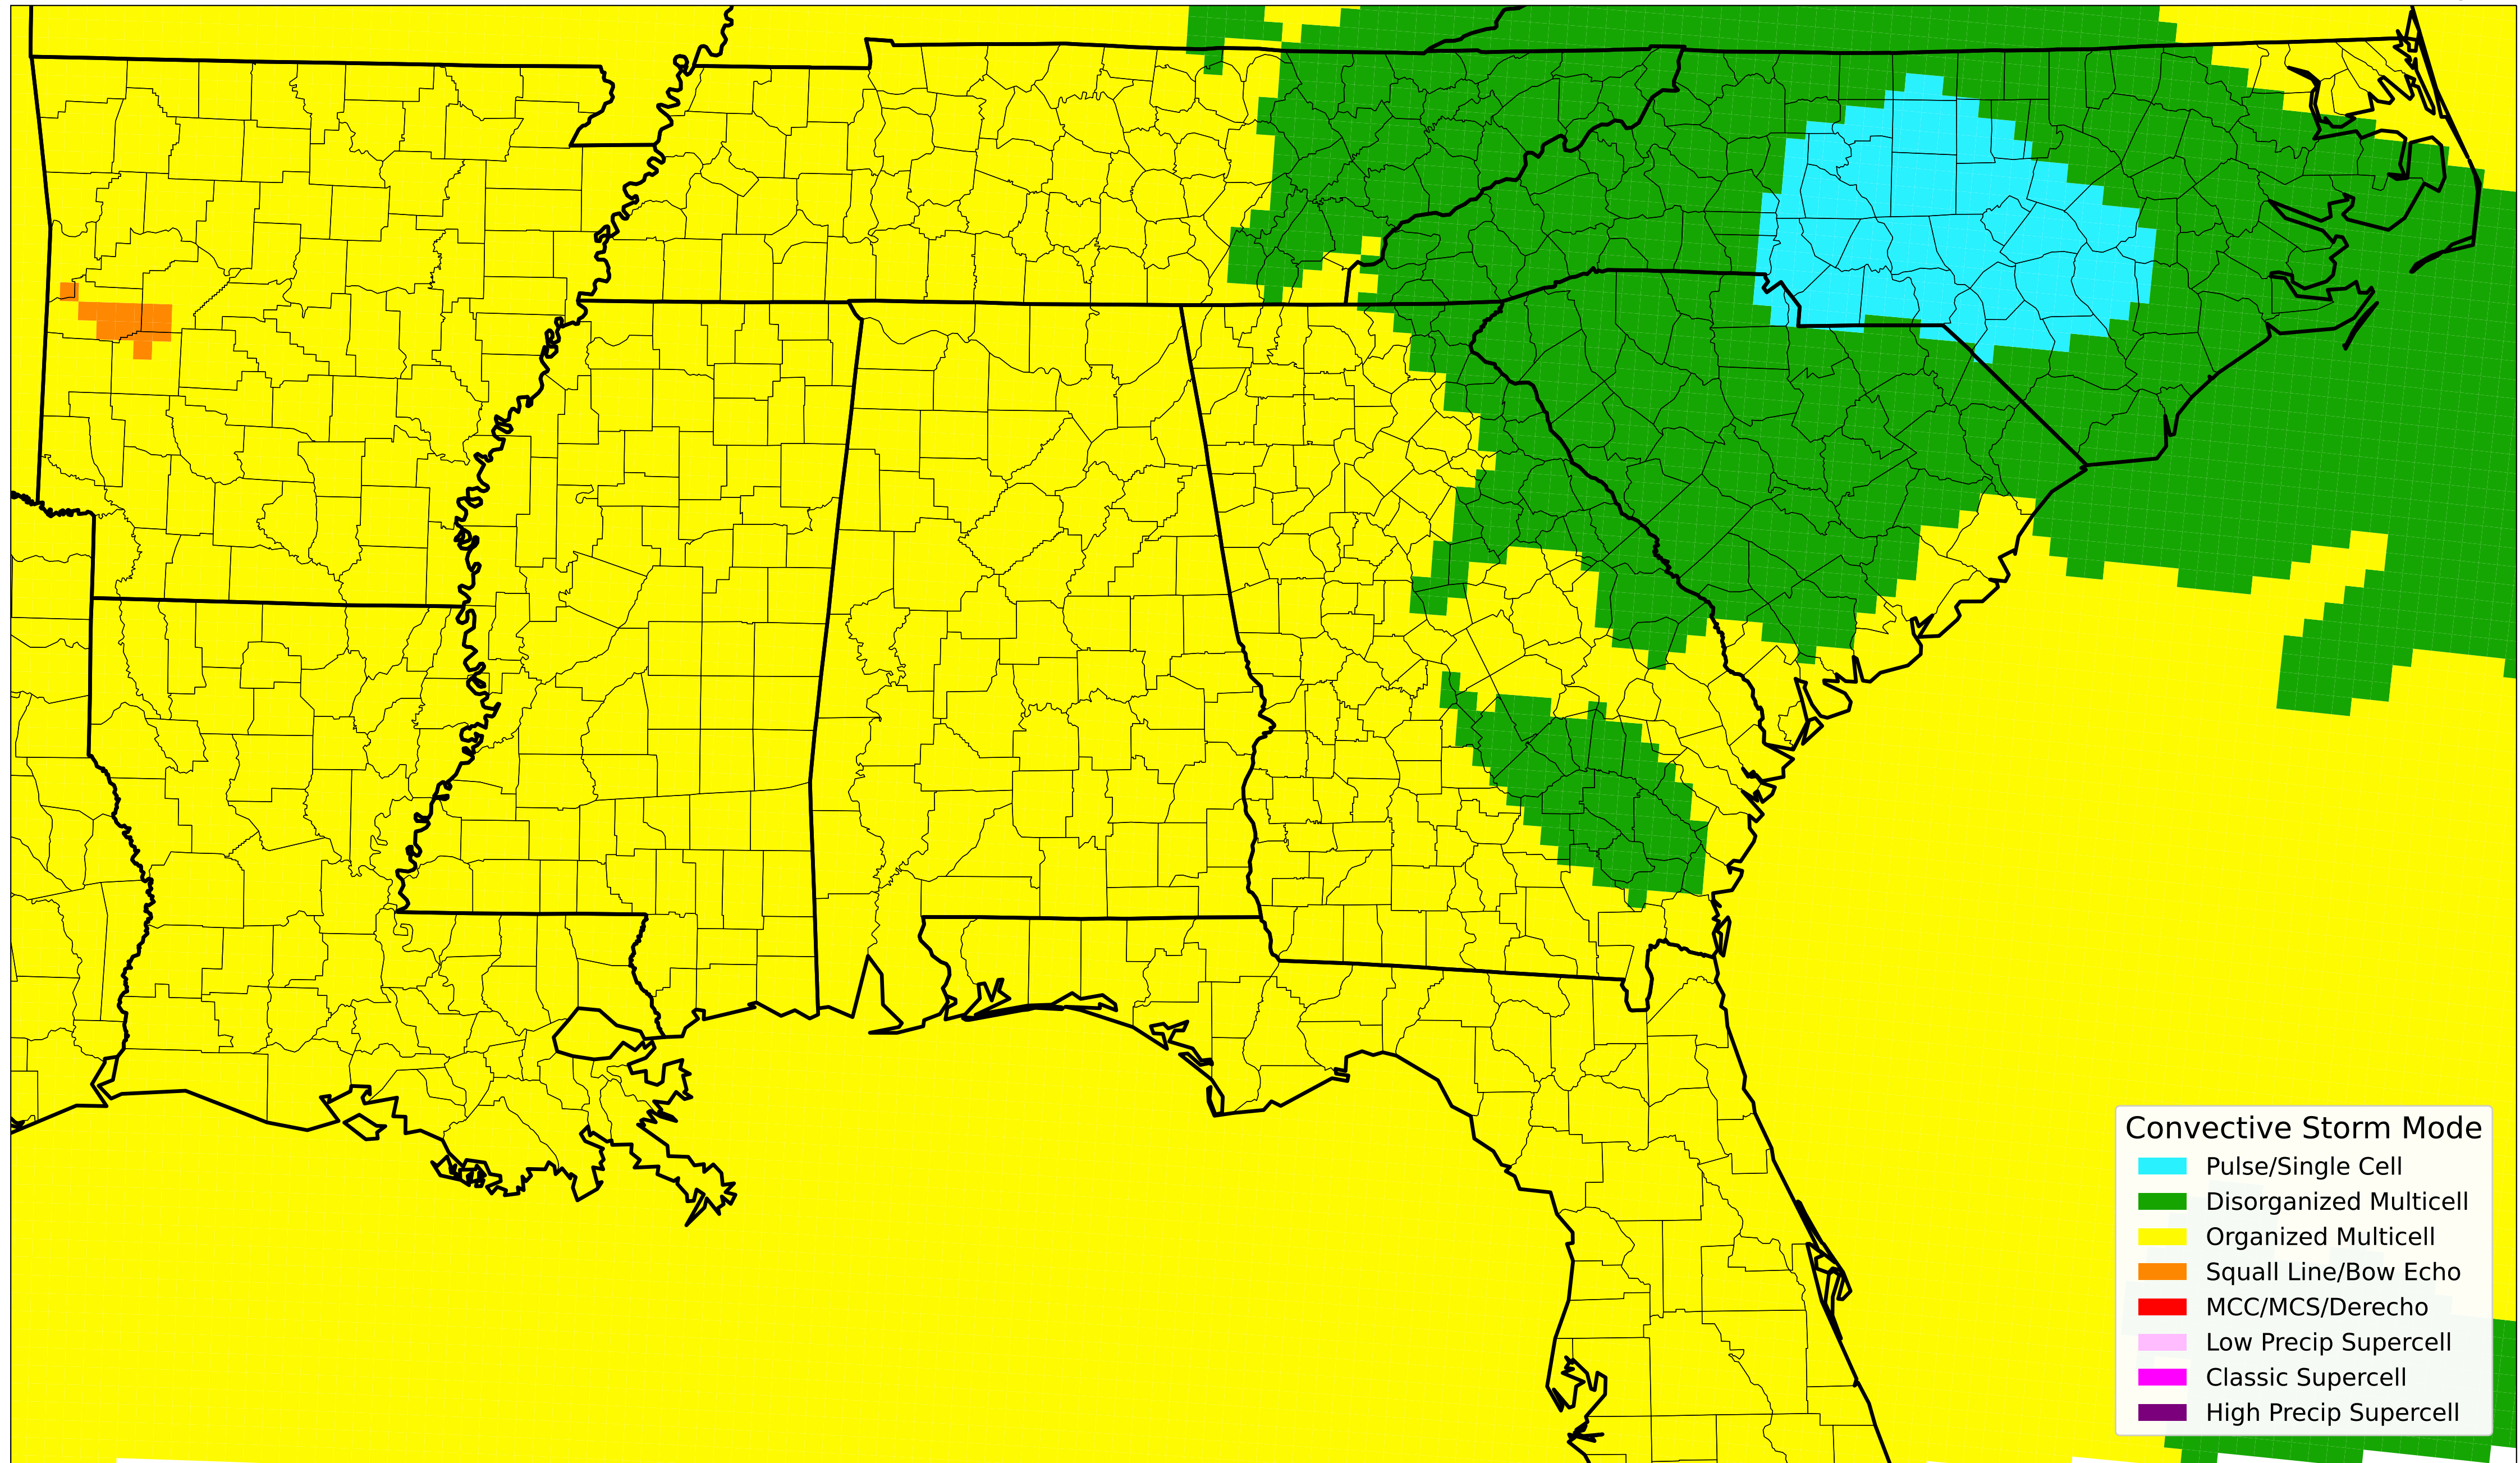 Convective Storm Mode
Pulse/Single Cell
Disorganized Multicell
Organized Multicell
Squall Line/Bow Echo
MCC/MCS/Derecho
Low Precip Supercell
Classic Supercell
High Precip Supercell